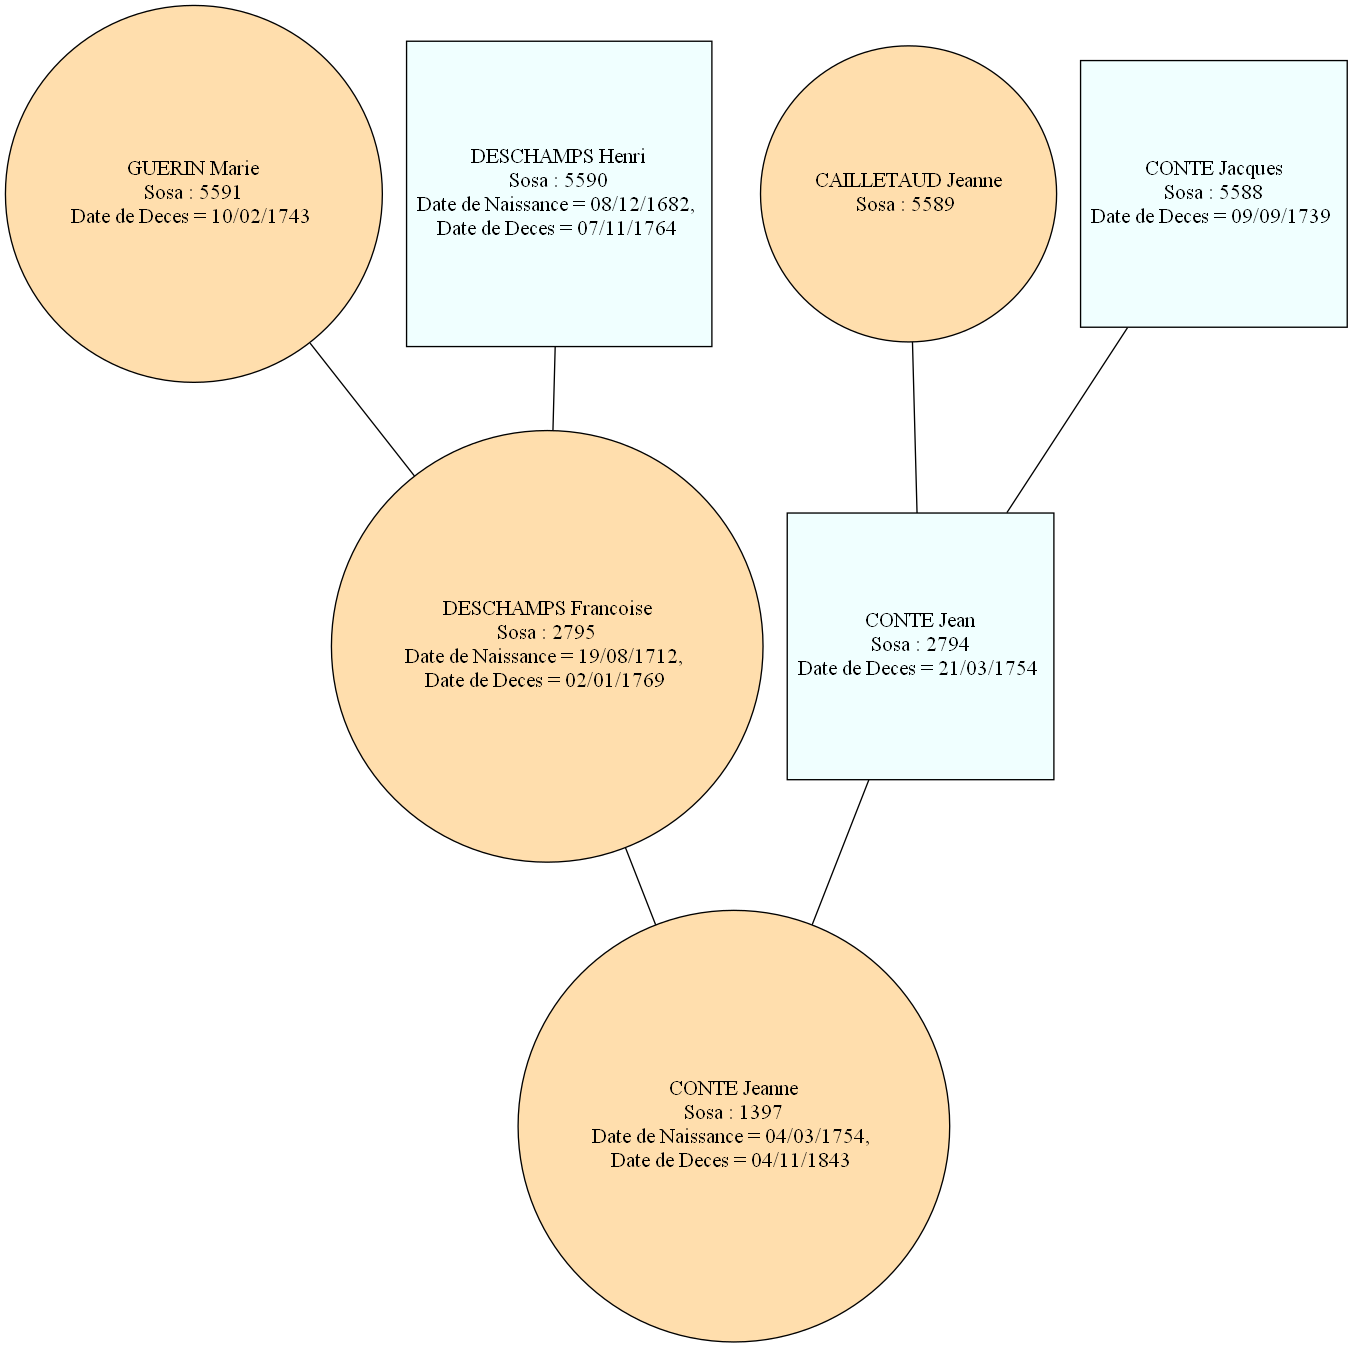 GUERIN Marie
Sosa : 5591
Date de Deces = 10/02/1743
DESCHAMPS Henri
Sosa : 5590
Date de Naissance = 08/12/1682,
Date de Deces = 07/11/1764
CAILLETAUD Jeanne
Sosa : 5589
CONTE Jacques
Sosa : 5588
Date de Deces = 09/09/1739
DESCHAMPS Francoise
Sosa : 2795
Date de Naissance = 19/08/1712,
Date de Deces = 02/01/1769
CONTE Jean
Sosa : 2794
Date de Deces = 21/03/1754
CONTE Jeanne
Sosa : 1397
Date de Naissance = 04/03/1754,
Date de Deces = 04/11/1843